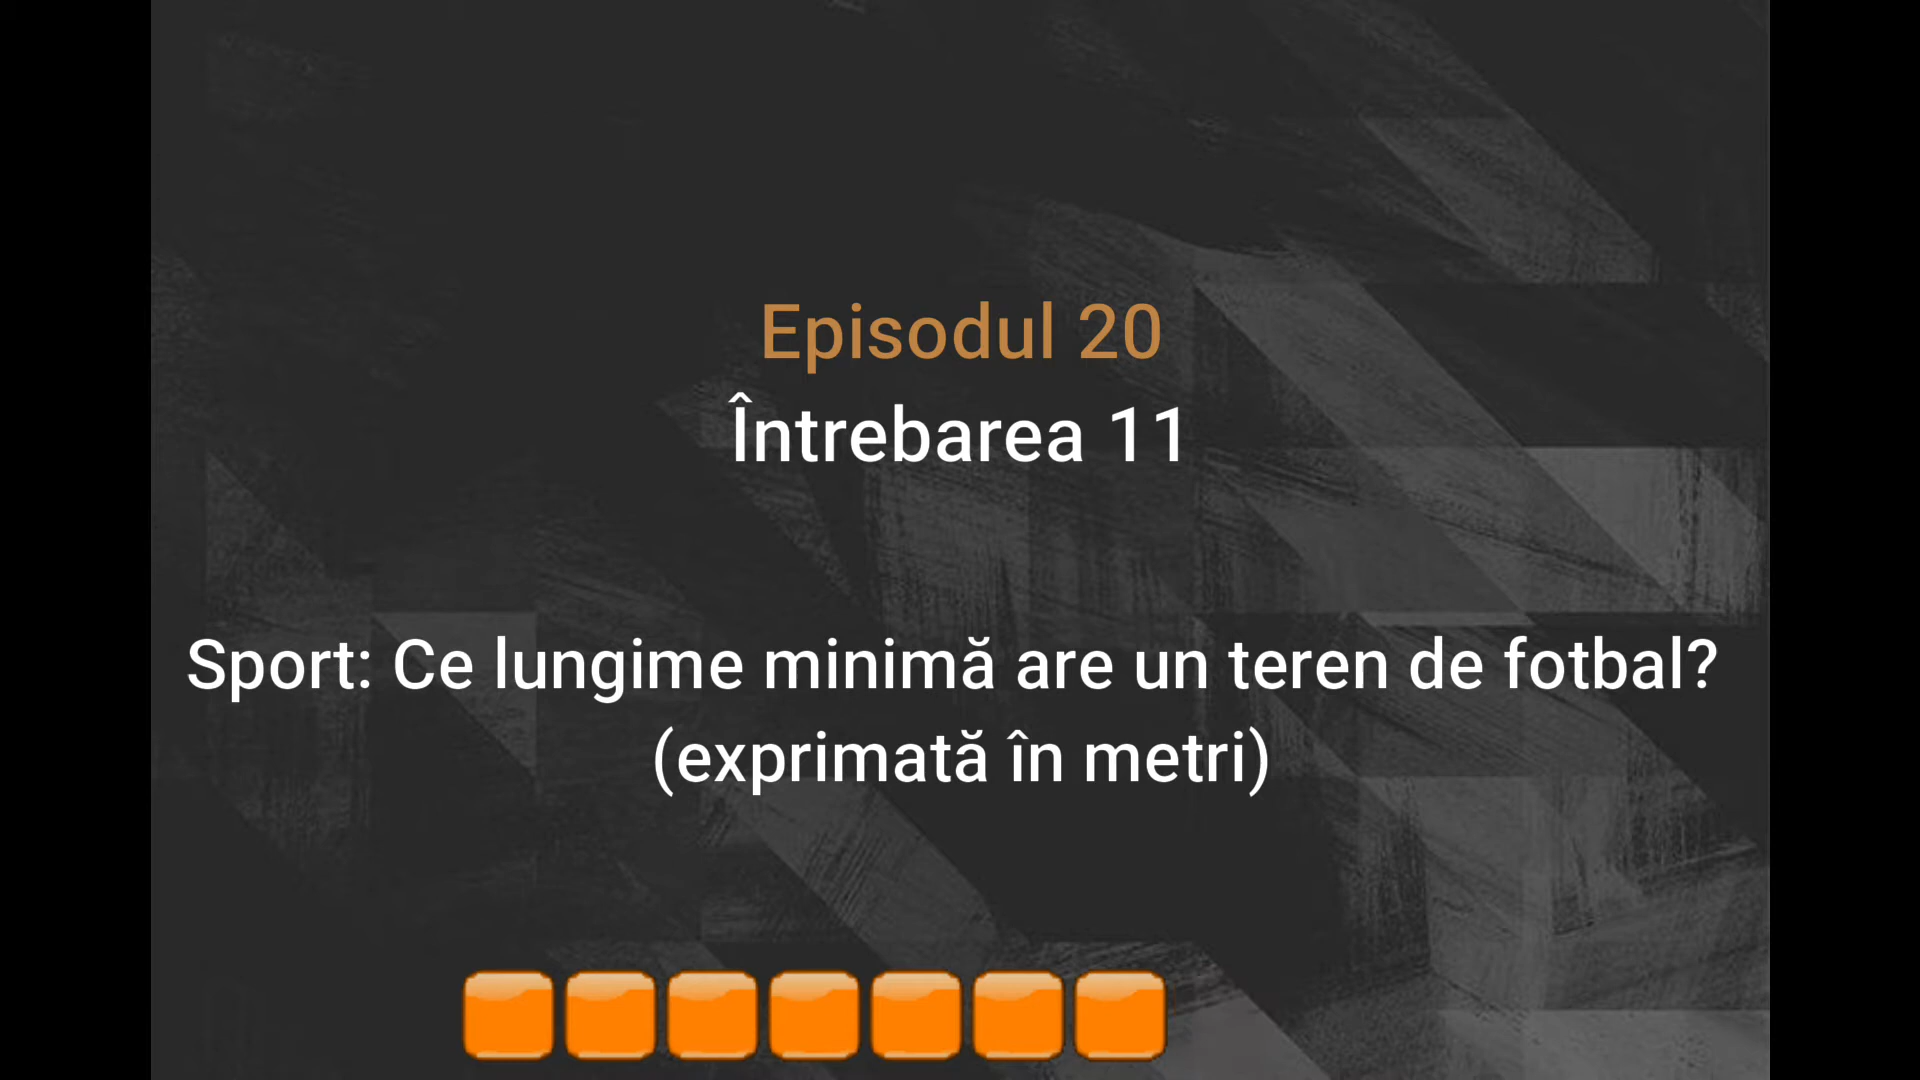 Episodul 20
Întrebarea 11
Sport: Ce lungime minimă are un teren de fotbal?
(exprimată în metri)